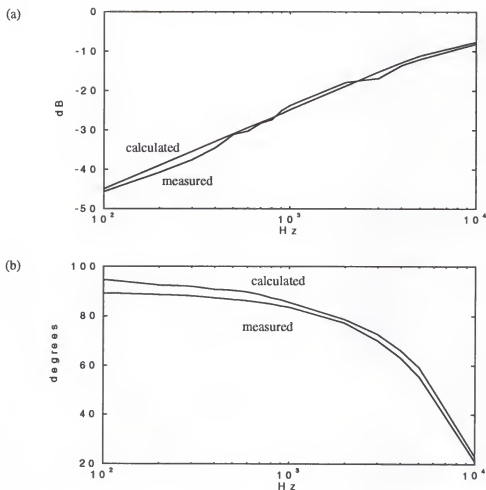 (a)
0
-10
-20
-30
-40
-50
dB
calculated
measured
10²
10³
10⁴
Hz
(b)
100
80
60
40
20
degrees
calculated
measured
10²
10³
10⁴
Hz